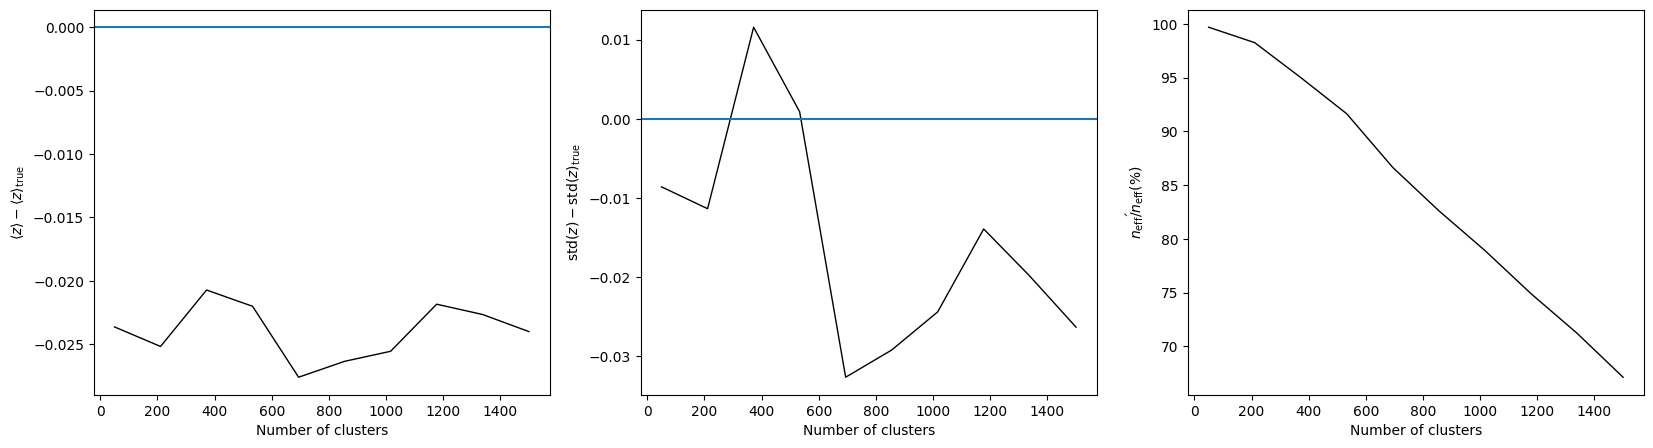 0.000
−0.005
−0.010
−0.015
−0.020
−0.025
⟨z⟩ − ⟨z⟩true
0 200 400 600 800 1000 1200 1400
Number of clusters
0.01
0.00
−0.01
−0.02
−0.03
std(z) − std(z)true
0 200 400 600 800 1000 1200 1400
Number of clusters
100
95
90
85
80
75
70
n′eff/neff(%)
0 200 400 600 800 1000 1200 1400
Number of clusters